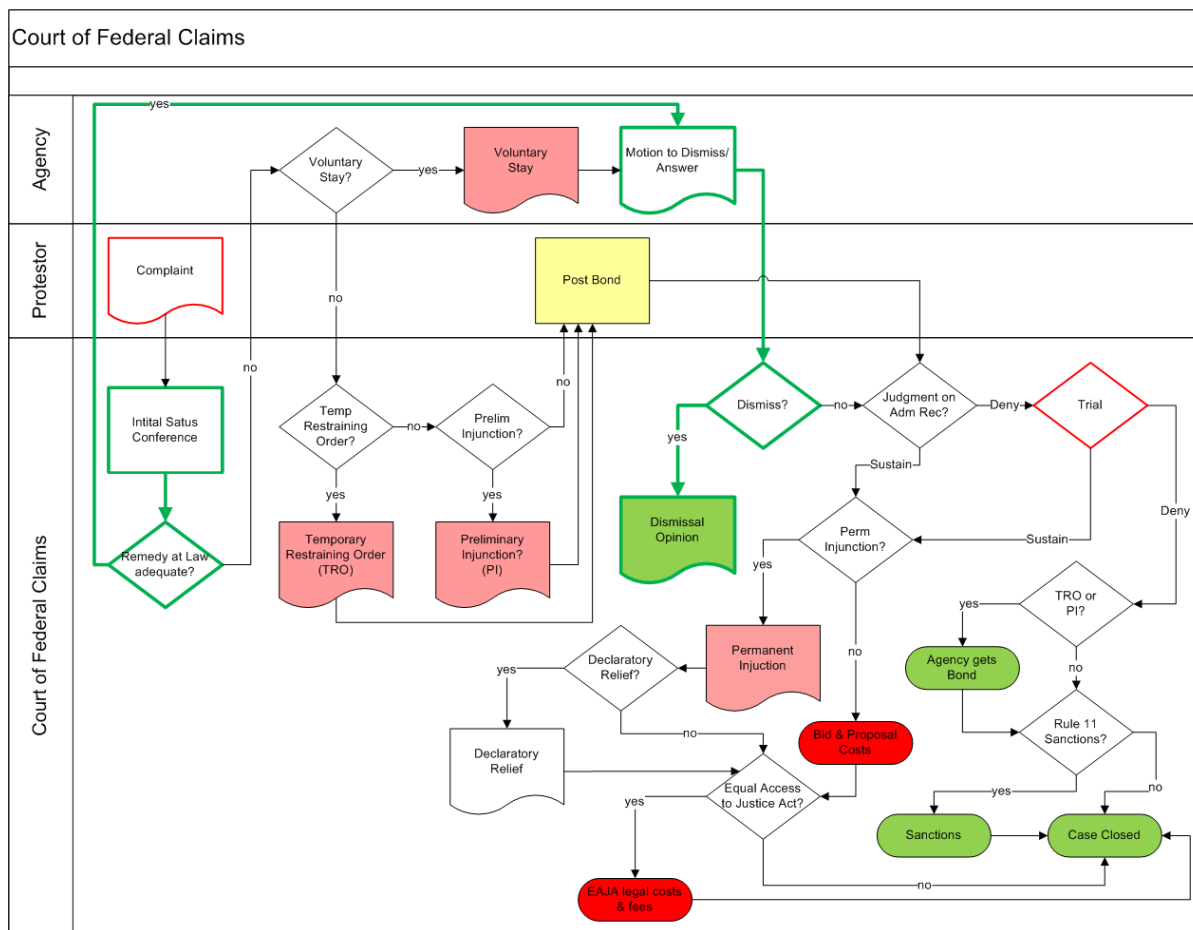 Court of Federal Claims
Agency
yes
Voluntary
Stay?
yes
Voluntary
Stay
Motion to Dismiss/
Answer
Protestor
Complaint
no
Post Bond
Court of Federal Claims
no
Intital Satus
Conference
Remedy at Law
adequate?
Temp
Restraining
Order?
no
Prelim
Injunction?
no
yes
Temporary
Restraining Order
(TRO)
yes
Preliminary
Injunction?
(PI)
Dismiss?
no
yes
Dismissal
Opinion
Judgment on
Adm Rec?
Deny
Trial
Sustain
Deny
Perm
Injunction?
Sustain
yes
no
Permanent
Injuction
Declaratory
Relief?
yes
no
Declaratory
Relief
Bid & Proposal
Costs
Equal Access
to Justice Act?
yes
no
EAJA legal costs
& fees
TRO or
PI?
yes
no
Agency gets
Bond
Rule 11
Sanctions?
yes
no
Sanctions
Case Closed